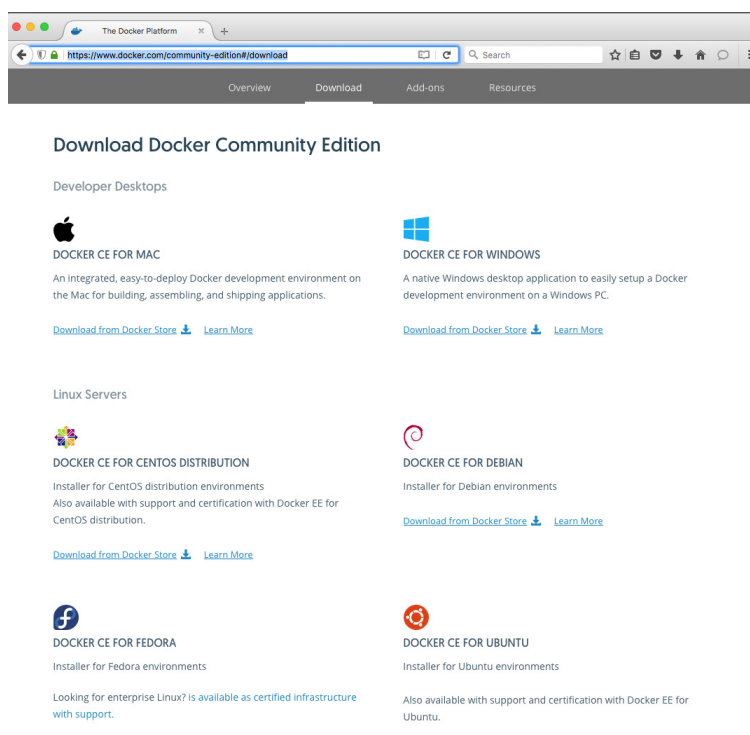 The Docker Platform
https://www.docker.com/community-edition#/download
Search
Overview Download Add-ons Resources
Download Docker Community Edition
Developer Desktops
DOCKER CE FOR MAC
An integrated, easy-to-deploy Docker development environment on
the Mac for building, assembling, and shipping applications.
Download from Docker Store Learn More
DOCKER CE FOR WINDOWS
A native Windows desktop application to easily setup a Docker
development environment on a Windows PC.
Download from Docker Store Learn More
Linux Servers
DOCKER CE FOR CENTOS DISTRIBUTION
Installer for CentOS distribution environments
Also available with support and certification with Docker EE for
CentOS distribution.
Download from Docker Store Learn More
DOCKER CE FOR DEBIAN
Installer for Debian environments
Download from Docker Store Learn More
DOCKER CE FOR FEDORA
Installer for Fedora environments
Looking for enterprise Linux? is available as certified infrastructure
with support.
DOCKER CE FOR UBUNTU
Installer for Ubuntu environments
Also available with support and certification with Docker EE for
Ubuntu.